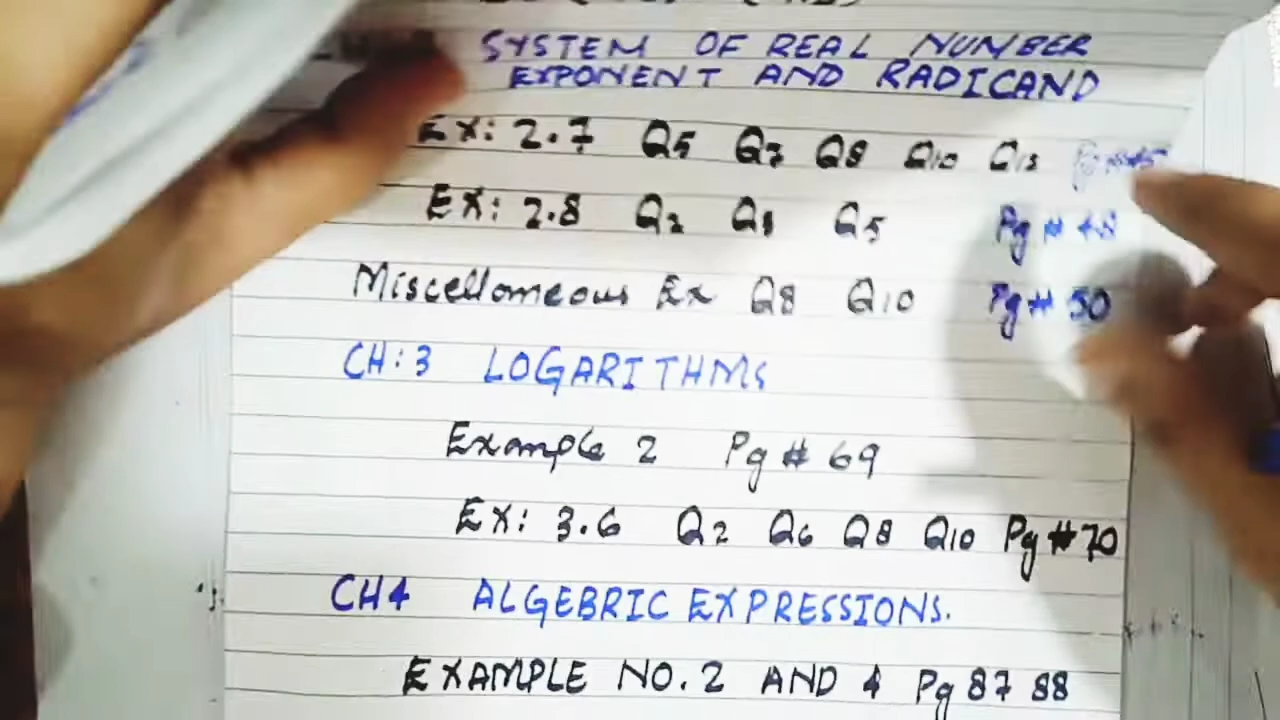 SYSTEM OF REAL NUMBER
EXPONENT AND RADICAND
Ex: 2.7 Q5 Q7 Q8 Q10 Q13
Ex: 2.8 Q2 Q5 Pg # 48
Miscellomeous Ex Q8 Q10 Pg # 50
CH:3 LOGARITHMS
Example 2 Pg # 69
Ex: 3.6 Q2 Q6 Q8 Q10 Pg # 70
CH4 ALGEBRIC EXPRESSIONS.
EXAMPLE NO. 2 AND 4 Pg 87 88